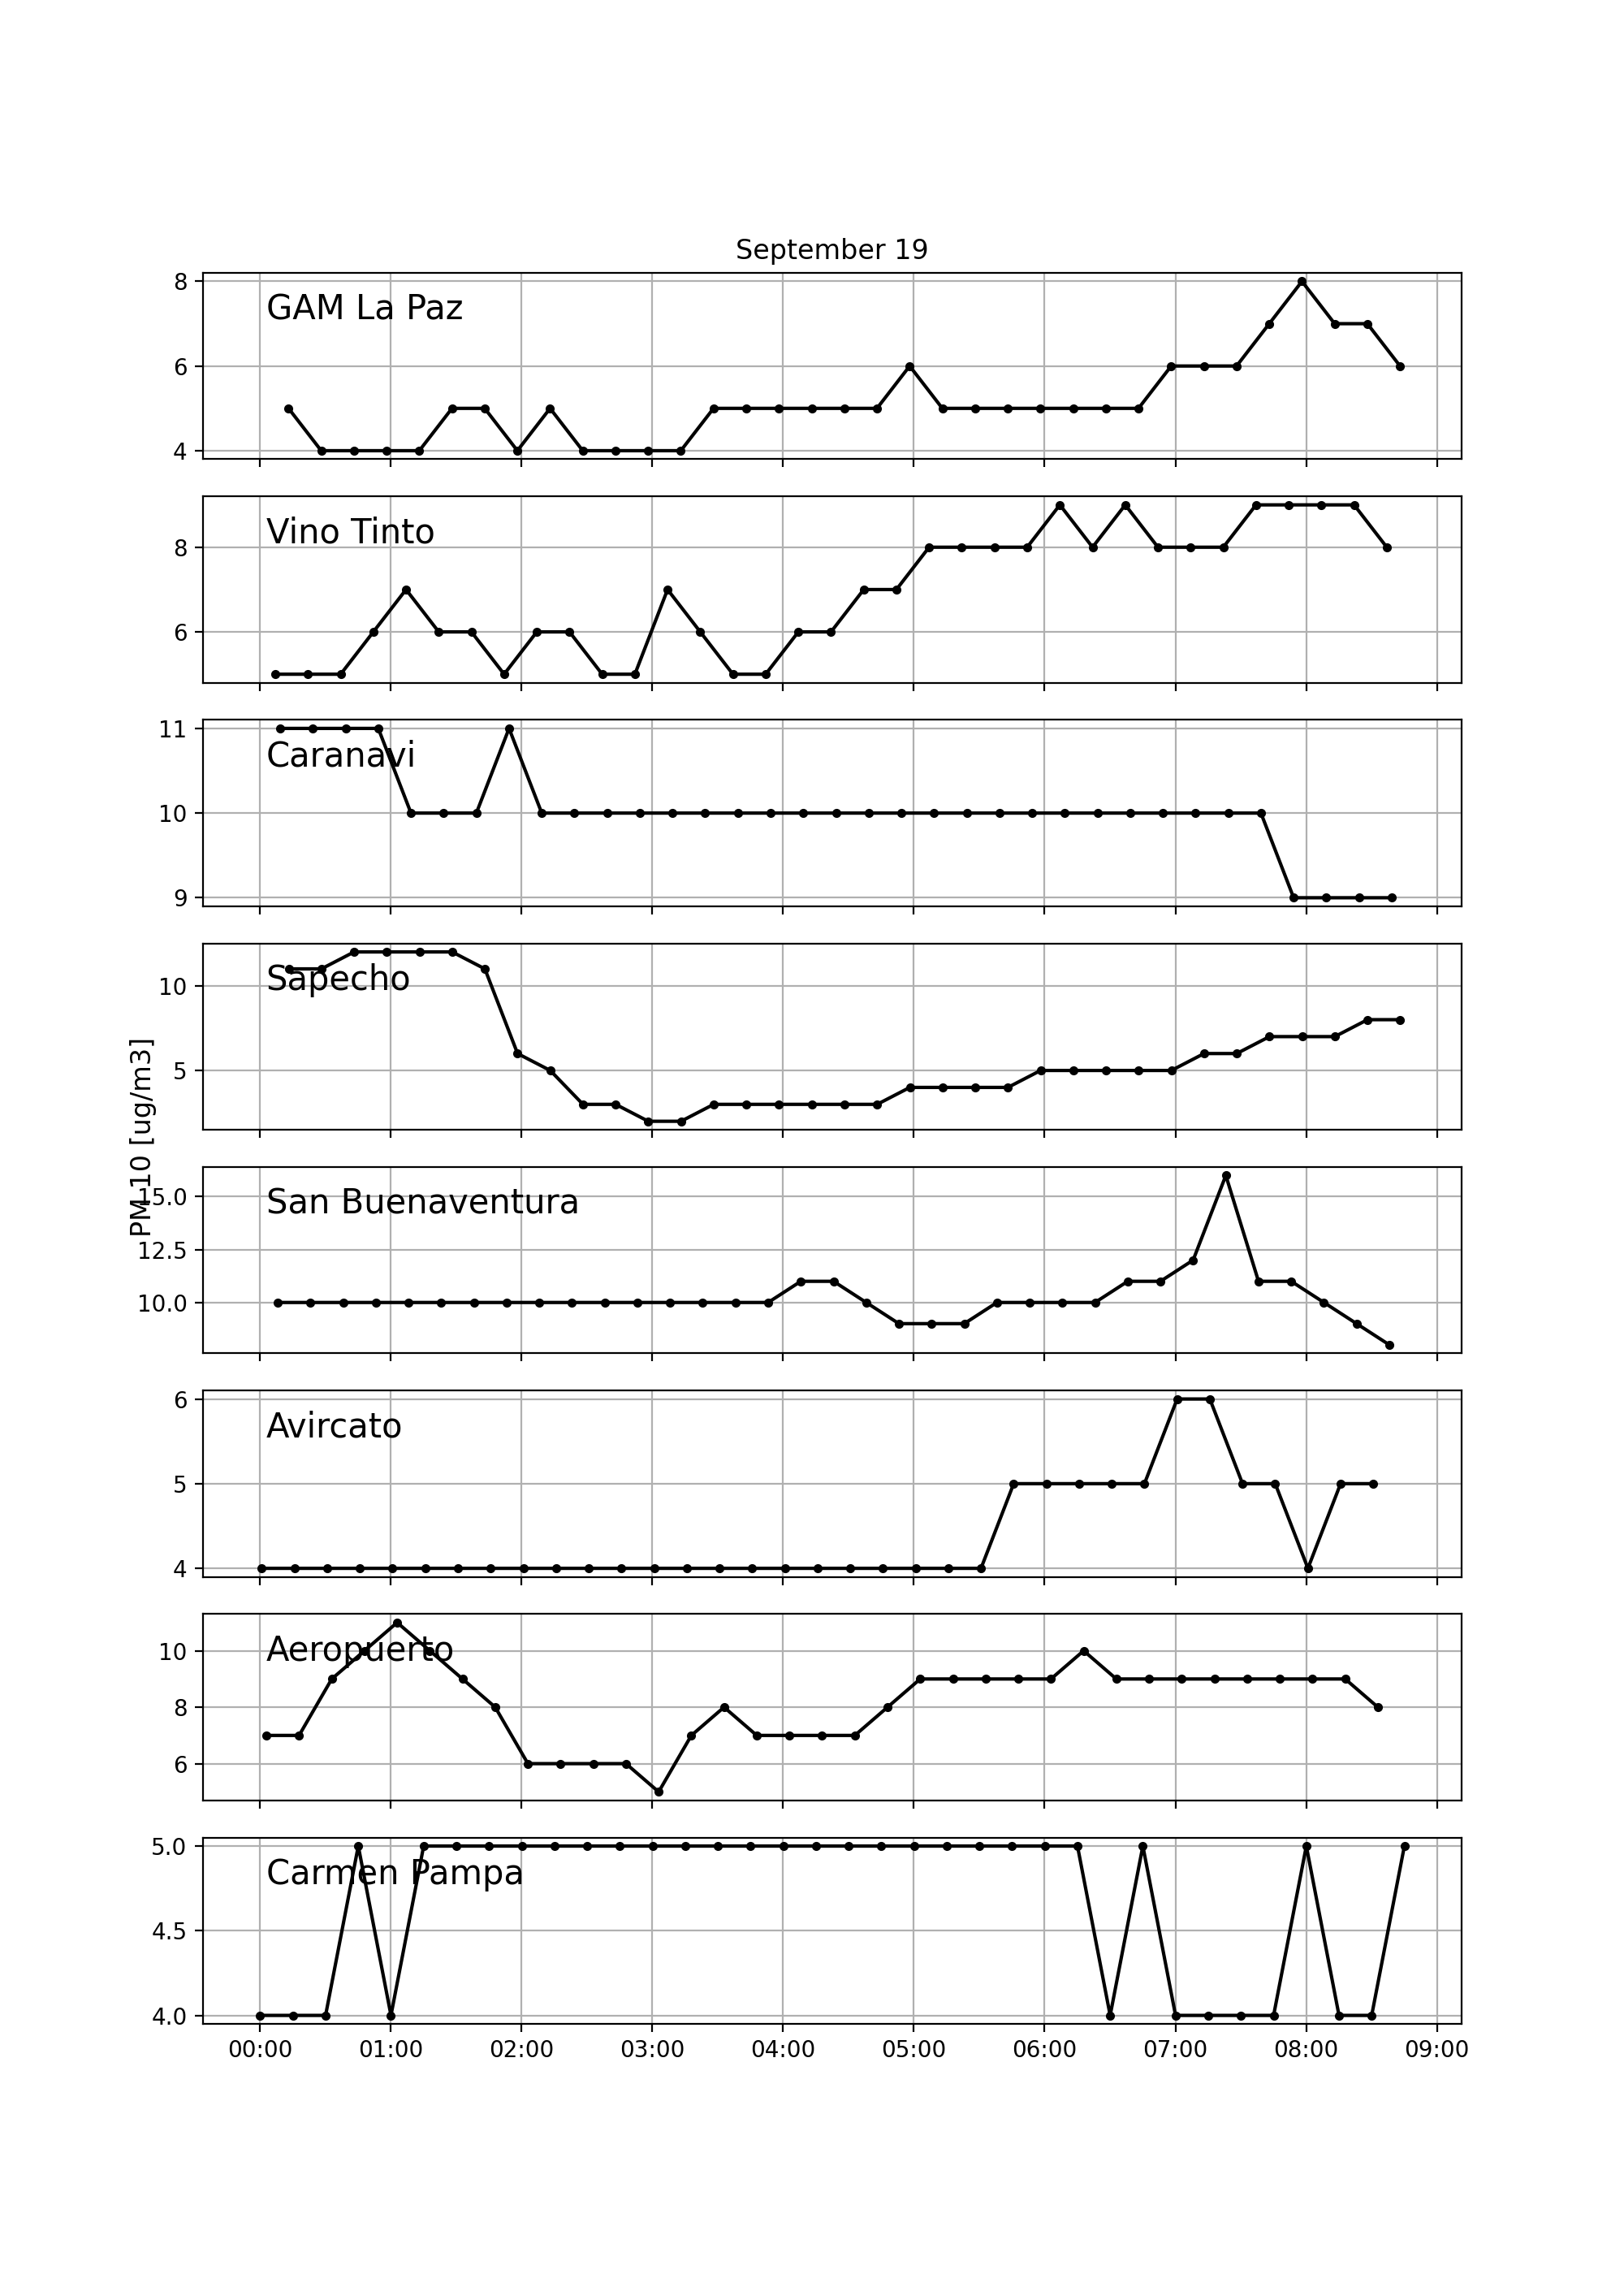 September 19
8
GAM La Paz
6
4
Vino Tinto
8
6
11
Caranavi
10
9
Sapecho
10
5
PM 10 [ug/m3]
15.0
San Buenaventura
12.5
10.0
6
Avircato
5
4
10
Aeropuerto
8
6
5.0
Carmen Pampa
4.5
4.0
00:00 01:00 02:00 03:00 04:00 05:00 06:00 07:00 08:00 09:00